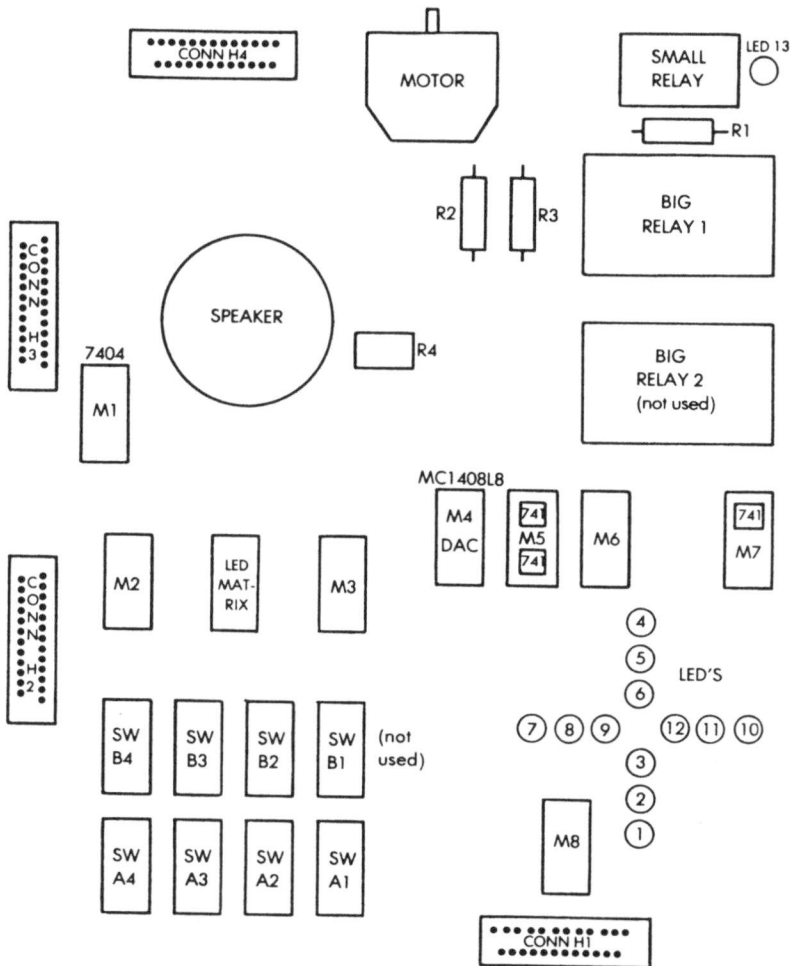 CONN H4
MOTOR
SMALL
RELAY
LED 13
R1
R2
R3
BIG
RELAY 1
CONN H3
SPEAKER
R4
7404
M1
BIG
RELAY 2
(not used)
MC1408L8
M4
DAC
741
M5
741
M6
741
M7
M2
LED
MAT-
RIX
M3
CONN H2
4
5
6
LED'S
7 8 9 12 11 10
3
2
1
SW
B4
SW
B3
SW
B2
SW
B1
(not
used)
SW
A4
SW
A3
SW
A2
SW
A1
M8
CONN H1